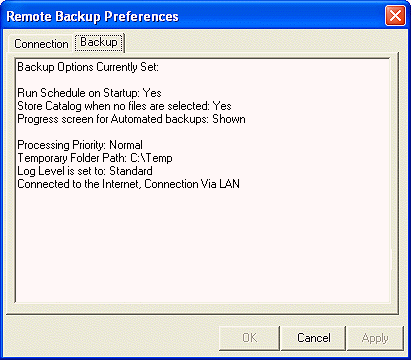 Remote Backup Preferences
Connection
Backup
Backup Options Currently Set:
Run Schedule on Startup: Yes
Store Catalog when no files are selected: Yes
Progress screen for Automated backups: Shown
Processing Priority: Normal
Temporary Folder Path: C:\Temp
Log Level is set to: Standard
Connected to the Internet, Connection Via LAN
OK
Cancel
Apply